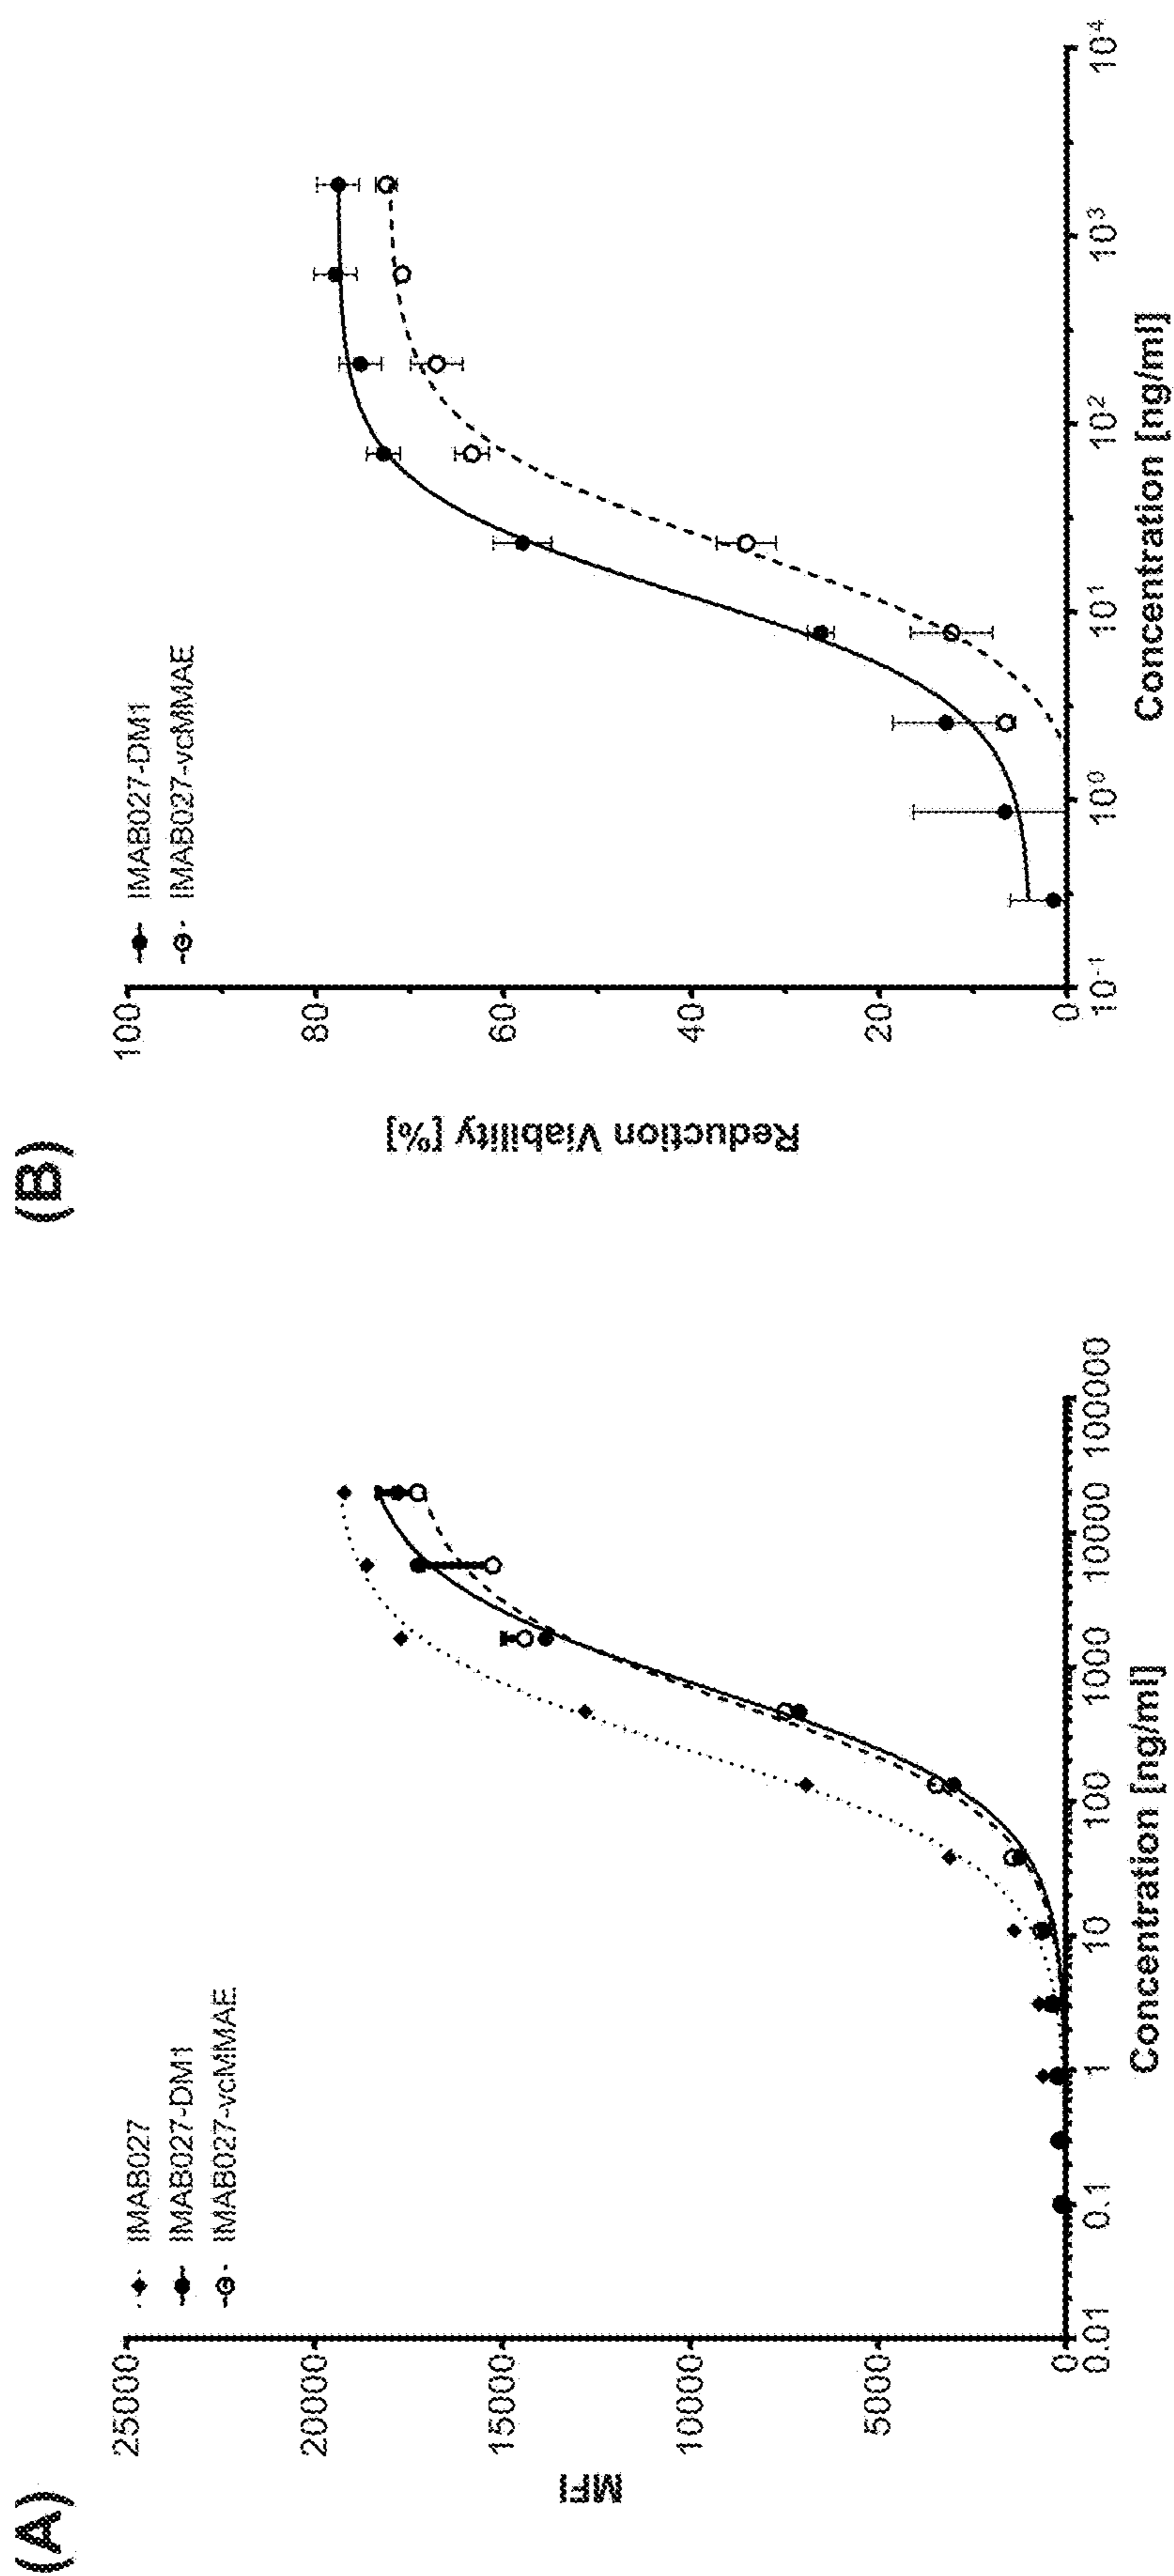 (A)
MFI
25000
20000
15000
10000
5000
0
IMAB027
IMAB027-DM1
IMAB027-vcMMAE
0.01
0.1
1
10
100
1000
10000
100000
Concentration [ng/ml]
(B)
Reduction Viability [%]
100
80
60
40
20
0
IMAB027-DM1
IMAB027-vcMMAE
10-1
100
101
102
103
104
Concentration [ng/ml]